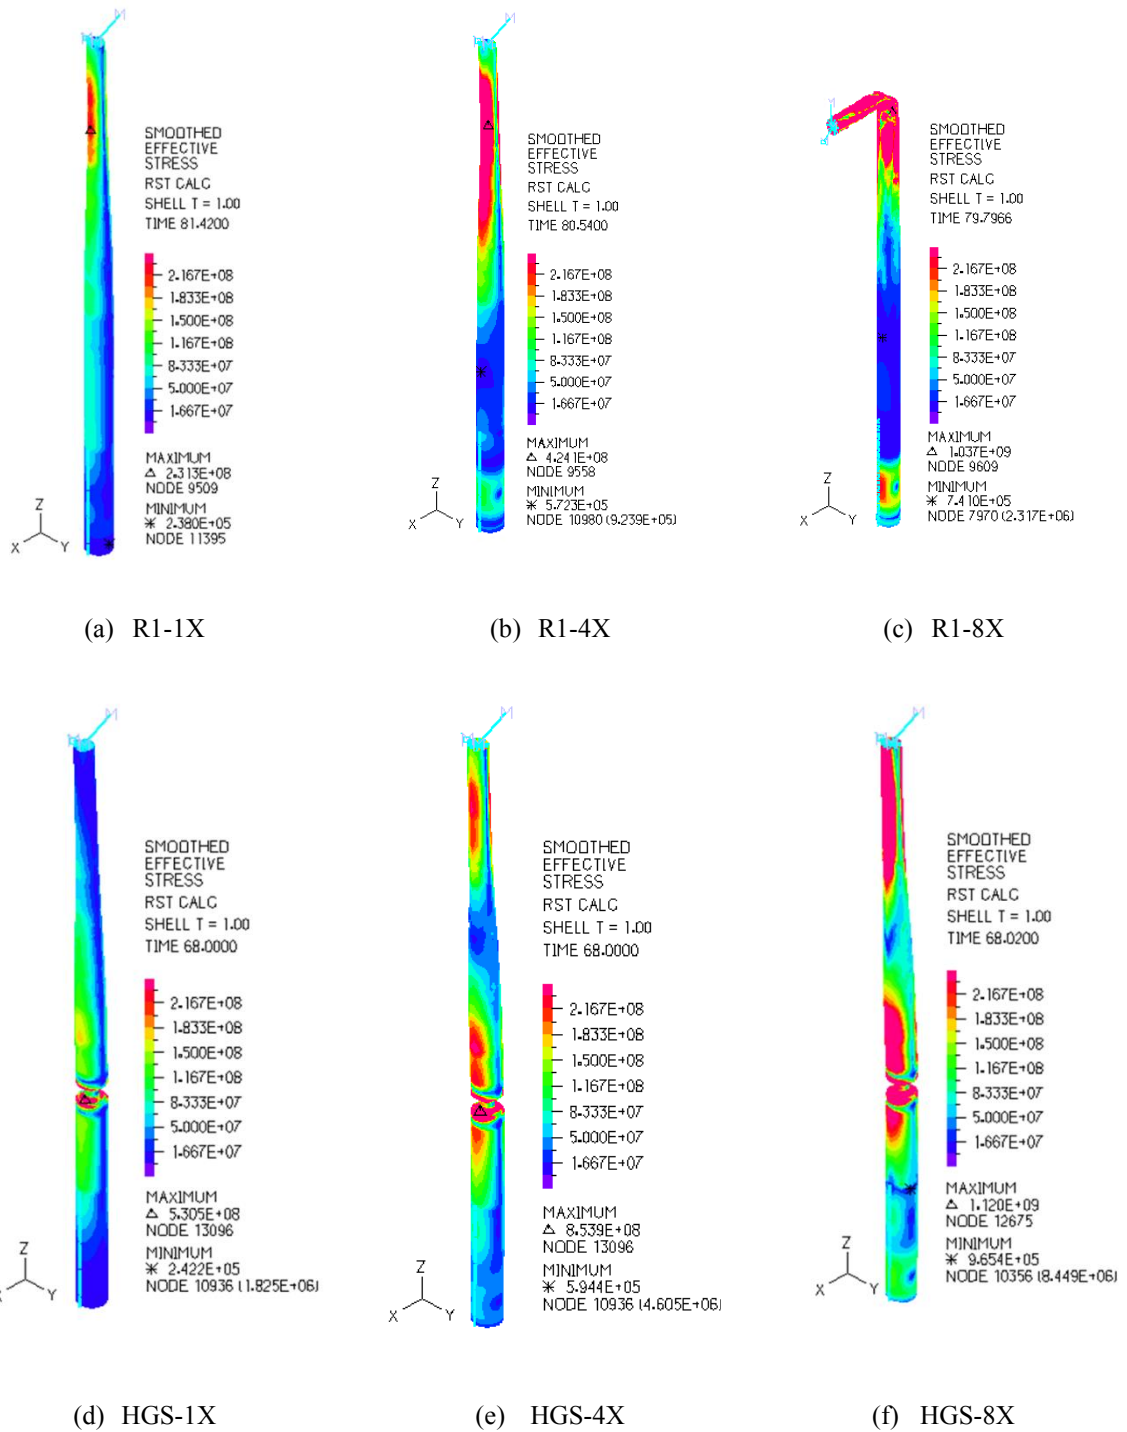 M
SMOOTHED
EFFECTIVE
STRESS
RST CALC
SHELL T = 1.00
TIME 81.4200
2.167E+08
1.833E+08
1.500E+08
1.167E+08
8.333E+07
5.000E+07
1.667E+07
MAXIMUM
△ 2.313E+08
NODE 9509
MINIMUM
* 2.380E+05
NODE 11395
Z
X
Y
(a) R1-1X
M
SMOOTHED
EFFECTIVE
STRESS
RST CALC
SHELL T = 1.00
TIME 80.5400
2.167E+08
1.833E+08
1.500E+08
1.167E+08
8.333E+07
5.000E+07
1.667E+07
MAXIMUM
△ 4.241E+08
NODE 9558
MINIMUM
* 5.723E+05
NODE 10980 (9.239E+05)
Z
X
Y
(b) R1-4X
M
SMOOTHED
EFFECTIVE
STRESS
RST CALC
SHELL T = 1.00
TIME 79.7966
2.167E+08
1.833E+08
1.500E+08
1.167E+08
8.333E+07
5.000E+07
1.667E+07
MAXIMUM
△ 1.037E+09
NODE 9609
MINIMUM
* 7.410E+05
NODE 7970 (2.317E+06)
Z
X
Y
(c) R1-8X
M
SMOOTHED
EFFECTIVE
STRESS
RST CALC
SHELL T = 1.00
TIME 68.0000
2.167E+08
1.833E+08
1.500E+08
1.167E+08
8.333E+07
5.000E+07
1.667E+07
MAXIMUM
△ 5.305E+08
NODE 13096
MINIMUM
* 2.422E+05
NODE 10936 (1.825E+06)
Z
Y
(d) HGS-1X
M
SMOOTHED
EFFECTIVE
STRESS
RST CALC
SHELL T = 1.00
TIME 68.0000
2.167E+08
1.833E+08
1.500E+08
1.167E+08
8.333E+07
5.000E+07
1.667E+07
MAXIMUM
△ 8.539E+08
NODE 13096
MINIMUM
* 5.944E+05
NODE 10936 (4.605E+06)
Z
X
Y
(e) HGS-4X
M
SMOOTHED
EFFECTIVE
STRESS
RST CALC
SHELL T = 1.00
TIME 68.0200
2.167E+08
1.833E+08
1.500E+08
1.167E+08
8.333E+07
5.000E+07
1.667E+07
MAXIMUM
△ 1.120E+09
NODE 12675
MINIMUM
* 9.654E+05
NODE 10356 (8.449E+06)
Z
X
Y
(f) HGS-8X